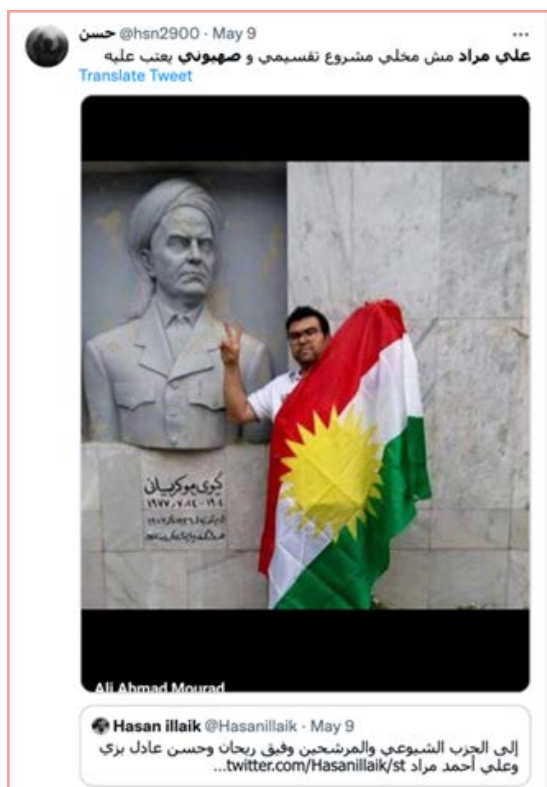 حسن @hsn2900 · May 9 ...
علي مراد مش مخلي مشروع تقسيمي و صهيوني يعتب عليه
Translate Tweet
گیوی موکریان
Ali Ahmad Mourad
Hasan illaik @Hasanillaik · May 9
إلى الحزب الشيوعي والمرشحين وفيق ريحان وحسن عادل بزي
وعلي أحمد مراد twitter.com/Hasanillaik/st...